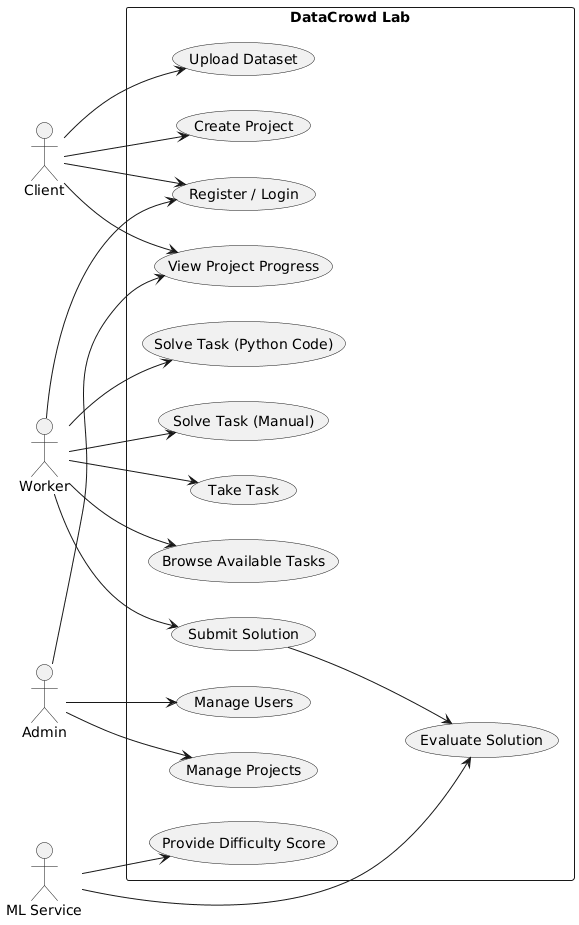 DataCrowd Lab
Upload Dataset
Create Project
Client
Register / Login
View Project Progress
Solve Task (Python Code)
Solve Task (Manual)
Worker
Take Task
Browse Available Tasks
Submit Solution
Manage Users
Admin
Evaluate Solution
Manage Projects
Provide Difficulty Score
ML Service